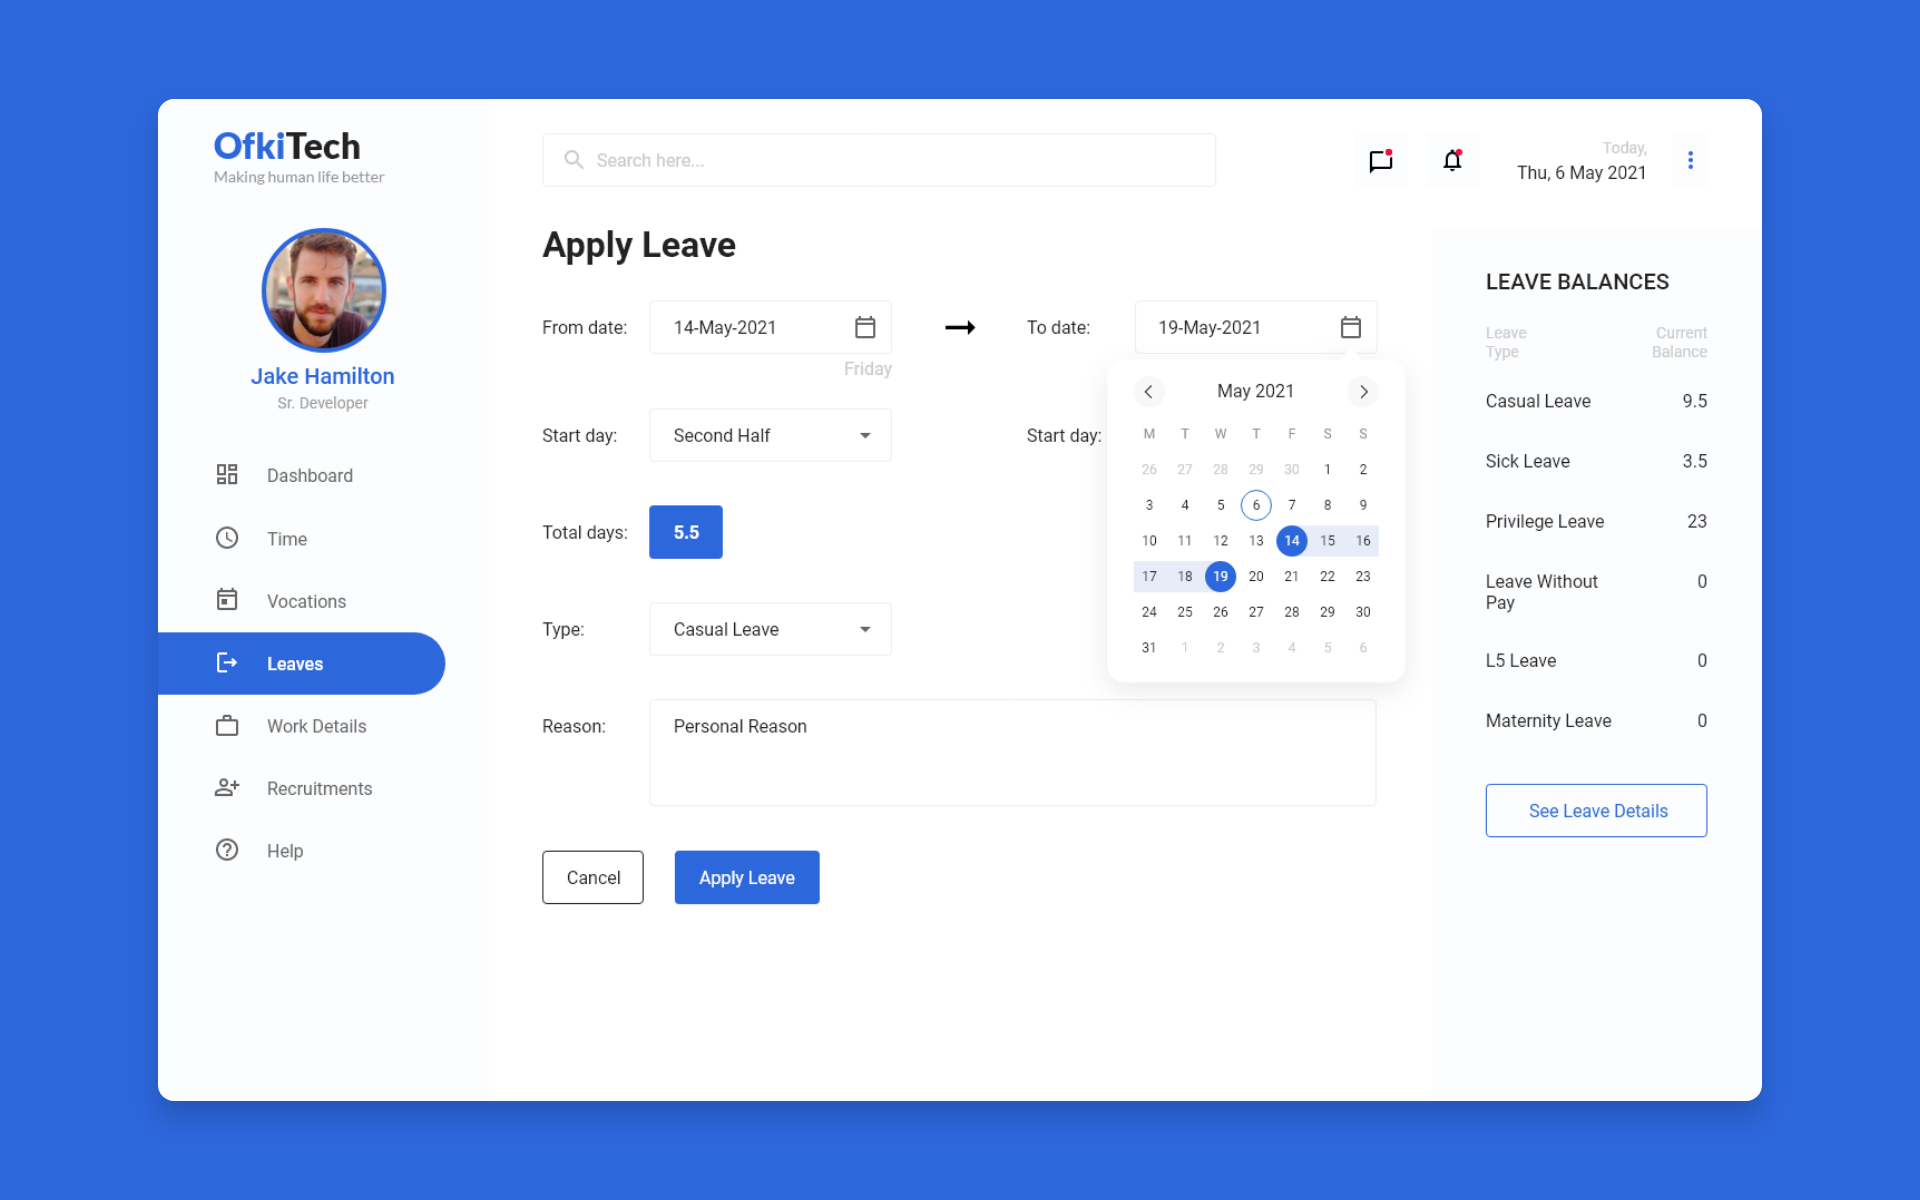 OfkiTech
Making human life better
Jake Hamilton
Sr. Developer
Dashboard
Time
Vocations
Leaves
Work Details
Recruitments
Help
Search here...
Today,
Thu, 6 May 2021
Apply Leave
From date:
14-May-2021
Friday
To date:
19-May-2021
Start day:
Second Half
Start day:
May 2021
M T W T F S S
26 27 28 29 30 1 2
3 4 5 6 7 8 9
10 11 12 13 14 15 16
17 18 19 20 21 22 23
24 25 26 27 28 29 30
31 1 2 3 4 5 6
Total days:
5.5
Type:
Casual Leave
Reason:
Personal Reason
Cancel
Apply Leave
LEAVE BALANCES
Leave
Type
Current
Balance
Casual Leave 9.5
Sick Leave 3.5
Privilege Leave 23
Leave Without 0
Pay
L5 Leave 0
Maternity Leave 0
See Leave Details